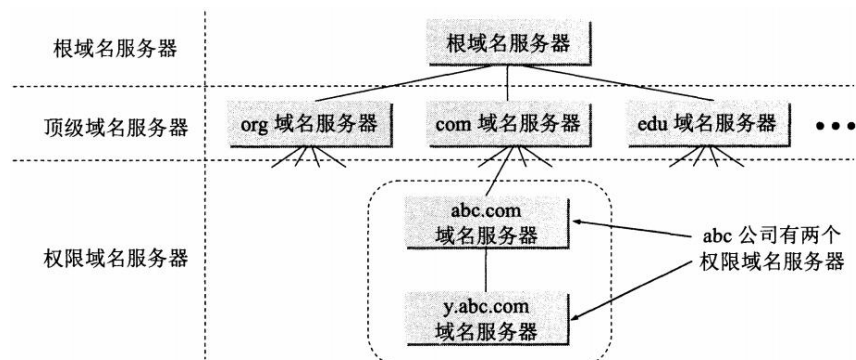 根域名服务器
根域名服务器
顶级域名服务器
org 域名服务器
com 域名服务器
edu 域名服务器
•••
权限域名服务器
abc.com
域名服务器
abc 公司有两个
权限域名服务器
y.abc.com
域名服务器